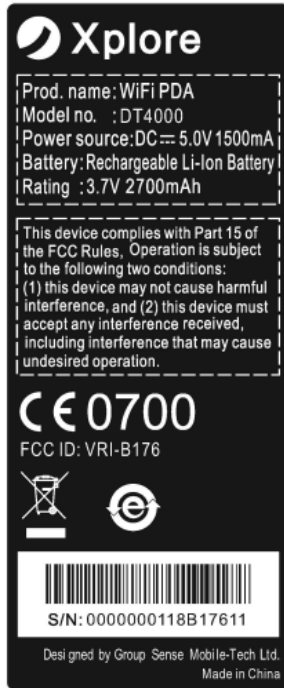 Xplore
Prod. name: WiFi PDA
Model no. : DT4000
Power source:DC⎓5.0V 1500mA
Battery: Rechargeable Li-Ion Battery
Rating : 3.7V 2700mAh
This device complies with Part 15 of
the FCC Rules, Operation is subject
to the following two conditions:
(1) this device may not cause harmful
interference, and (2) this device must
accept any interference received,
including interference that may cause
undesired operation.
CE 0700
FCC ID: VRI-B176
e
S/N: 0000000118B17611
Designed by Group Sense Mobile-Tech Ltd.
Made in China